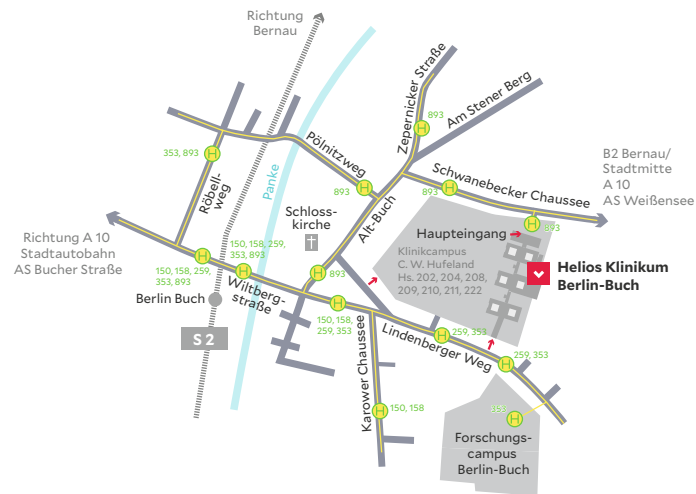 Richtung
Bernau
Zepernicker Straße
Am Stener Berg
H
893
353, 893
H
Pölnitzweg
Panke
893
H
Röbell-
weg
Schwanebecker Chaussee
893
H
B2 Bernau/
Stadtmitte
A 10
AS Weißensee
Schloss-
kirche
Alt-Buch
H
893
Haupteingang
Richtung A 10
Stadtautobahn
AS Bucher Straße
150, 158, 259,
353, 893
H
H
150, 158, 259,
353, 893
Klinikcampus
C. W. Hufeland
Hs. 202, 204, 208,
209, 210, 211, 222
Helios Klinikum
Berlin-Buch
H
893
Wiltberg-
straße
Berlin Buch
S 2
H
150, 158,
259, 353
Karower Chaussee
Lindenberger Weg
H
259, 353
H
259, 353
H
150, 158
353
H
Forschungs-
campus
Berlin-Buch